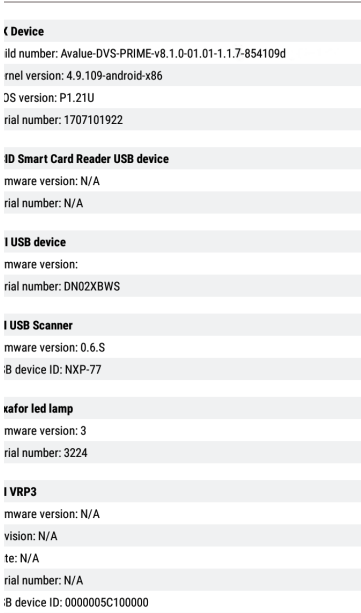 Device
ild number: Avalue-DVS-PRIME-v8.1.0-01.01-1.1.7-854109d
rnel version: 4.9.109-android-x86
OS version: P1.21U
rial number: 1707101922
ID Smart Card Reader USB device
mware version: N/A
rial number: N/A
I USB device
mware version:
rial number: DN02XBWS
I USB Scanner
mware version: 0.6.S
B device ID: NXP-77
xafor led lamp
mware version: 3
rial number: 3224
I VRP3
mware version: N/A
vision: N/A
te: N/A
rial number: N/A
B device ID: 0000005C100000